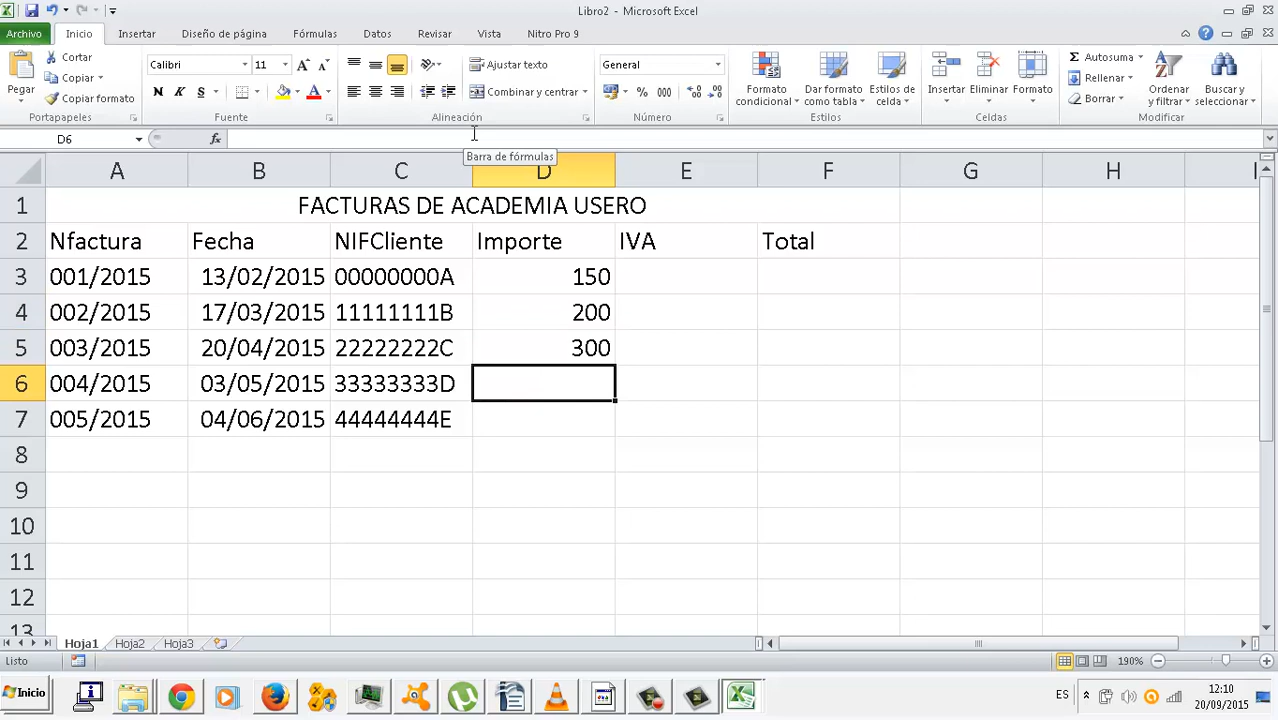 Libro2 - Microsoft Excel
Archivo Inicio Insertar Diseño de página Fórmulas Datos Revisar Vista Nitro Pro 9
Cortar
Copiar
Copiar formato
Pegar
Portapapeles
Calibri 11
N K S
Fuente
Ajustar texto
Combinar y centrar
Alineación
General
% 000
Número
Formato condicional
Dar formato como tabla
Estilos de celda
Estilos
Insertar Eliminar Formato
Celdas
Autosuma
Rellenar
Borrar
Ordenar y filtrar
Buscar y seleccionar
Modificar
D6 fx
Barra de fórmulas
A B C D E F G H I
1 FACTURAS DE ACADEMIA USERO
2 Nfactura Fecha NIFCliente Importe IVA Total
3 001/2015 13/02/2015 00000000A 150
4 002/2015 17/03/2015 11111111B 200
5 003/2015 20/04/2015 22222222C 300
6 004/2015 03/05/2015 33333333D
7 005/2015 04/06/2015 44444444E
8
9
10
11
12
13
Hoja1 Hoja2 Hoja3
Listo 190%
Inicio ES 12:10
20/09/2015